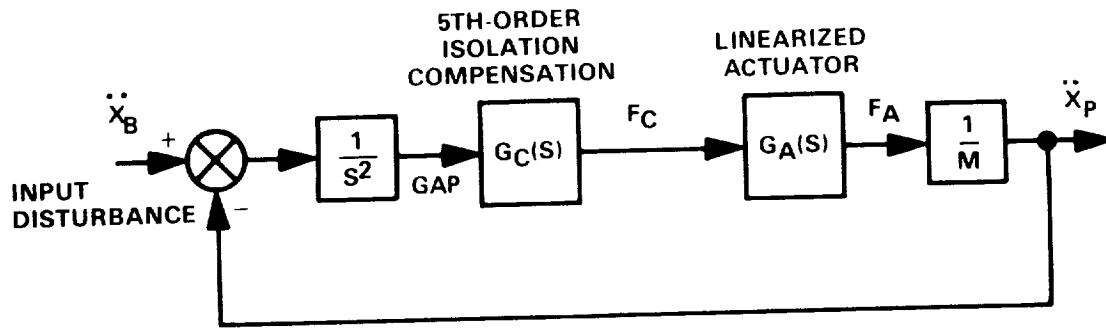 5TH-ORDER
ISOLATION
COMPENSATION
LINEARIZED
ACTUATOR
Ẍ_B
+
INPUT
DISTURBANCE
−
1
S²
GAP
G_C(S)
F_C
G_A(S)
F_A
1
M
Ẍ_P